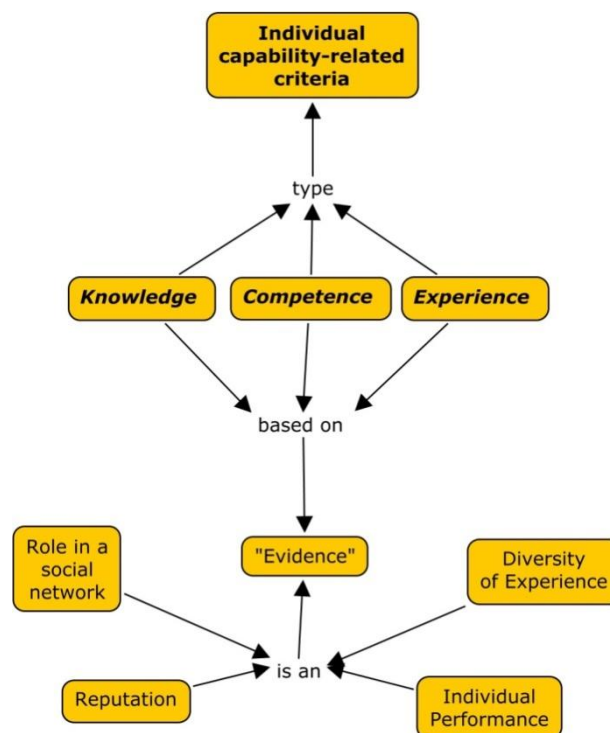 Individual
capability-related
criteria
type
Knowledge
Competence
Experience
based on
Role in a
social
network
"Evidence"
Diversity
of Experience
is an
Reputation
Individual
Performance